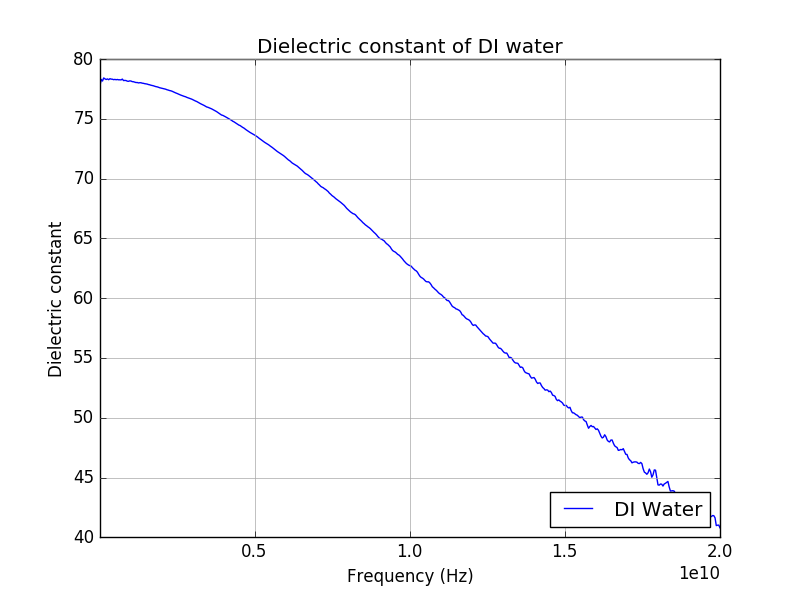 Dielectric constant of DI water
80
75
70
65
60
55
50
45
40
Dielectric constant
0.5
1.0
1.5
2.0
1e10
Frequency (Hz)
DI Water